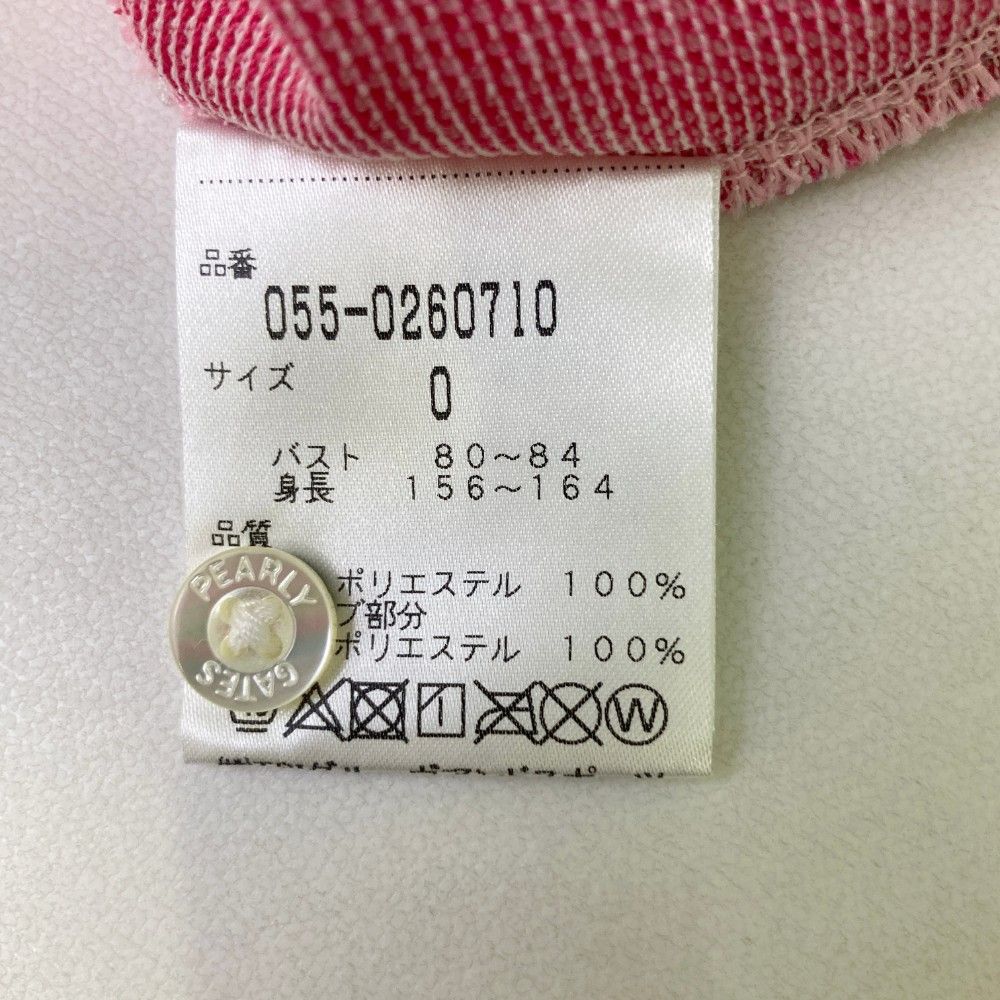 品番
055-0260710
サイズ
0
バスト 80～84
身長 156～164
品質
ポリエステル 100%
ブ部分
ポリエステル 100%
PEARLY
GATES
W